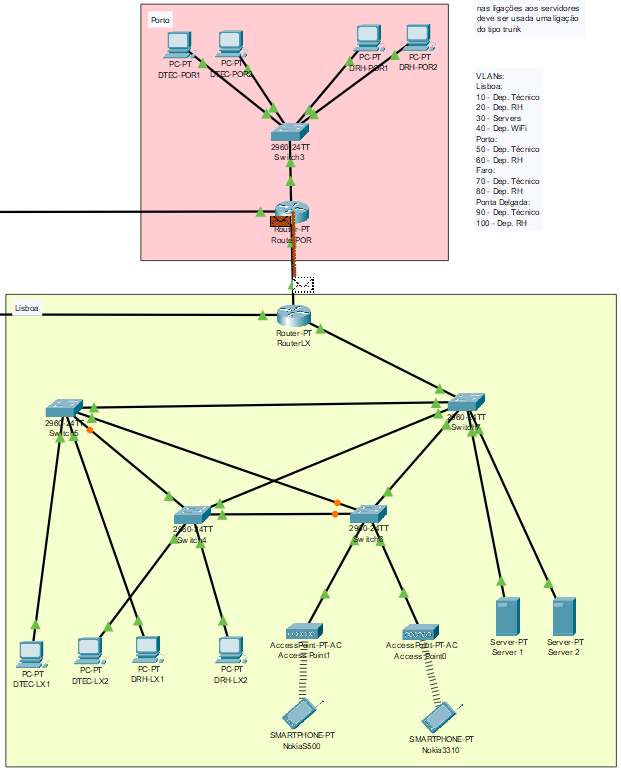 nas ligações aos servidores
deve ser usada uma ligação
do tipo trunk
Porto
PC-PT
DTEC-POR1
PC-PT
DTEC-POR2
PC-PT
DRH-POR1
PC-PT
DRH-POR2
VLANs:
Lisboa:
10 - Dep. Técnico
20 - Dep. RH
30 - Servers
40 - Dep. WiFi
Porto:
50 - Dep. Técnico
60 - Dep. RH
Faro:
70 - Dep. Técnico
80 - Dep. RH
Ponta Delgada:
90 - Dep. Técnico
100 - Dep. RH
2960-24TT
Switch3
Router-PT
RouterPOR
Lisboa
Router-PT
RouterLX
2960-24TT
Switch5
2960-24TT
2960-24TT
Switch4
2960-24TT
PC-PT
DTEC-LX1
PC-PT
DTEC-LX2
PC-PT
DRH-LX1
PC-PT
DRH-LX2
AccessPoint-PT-AC
Access Point1
AccessPoint-PT-AC
Access Point0
Server-PT
Server 1
Server-PT
Server 2
SMARTPHONE-PT
NokiaS500
SMARTPHONE-PT
Nokia3310